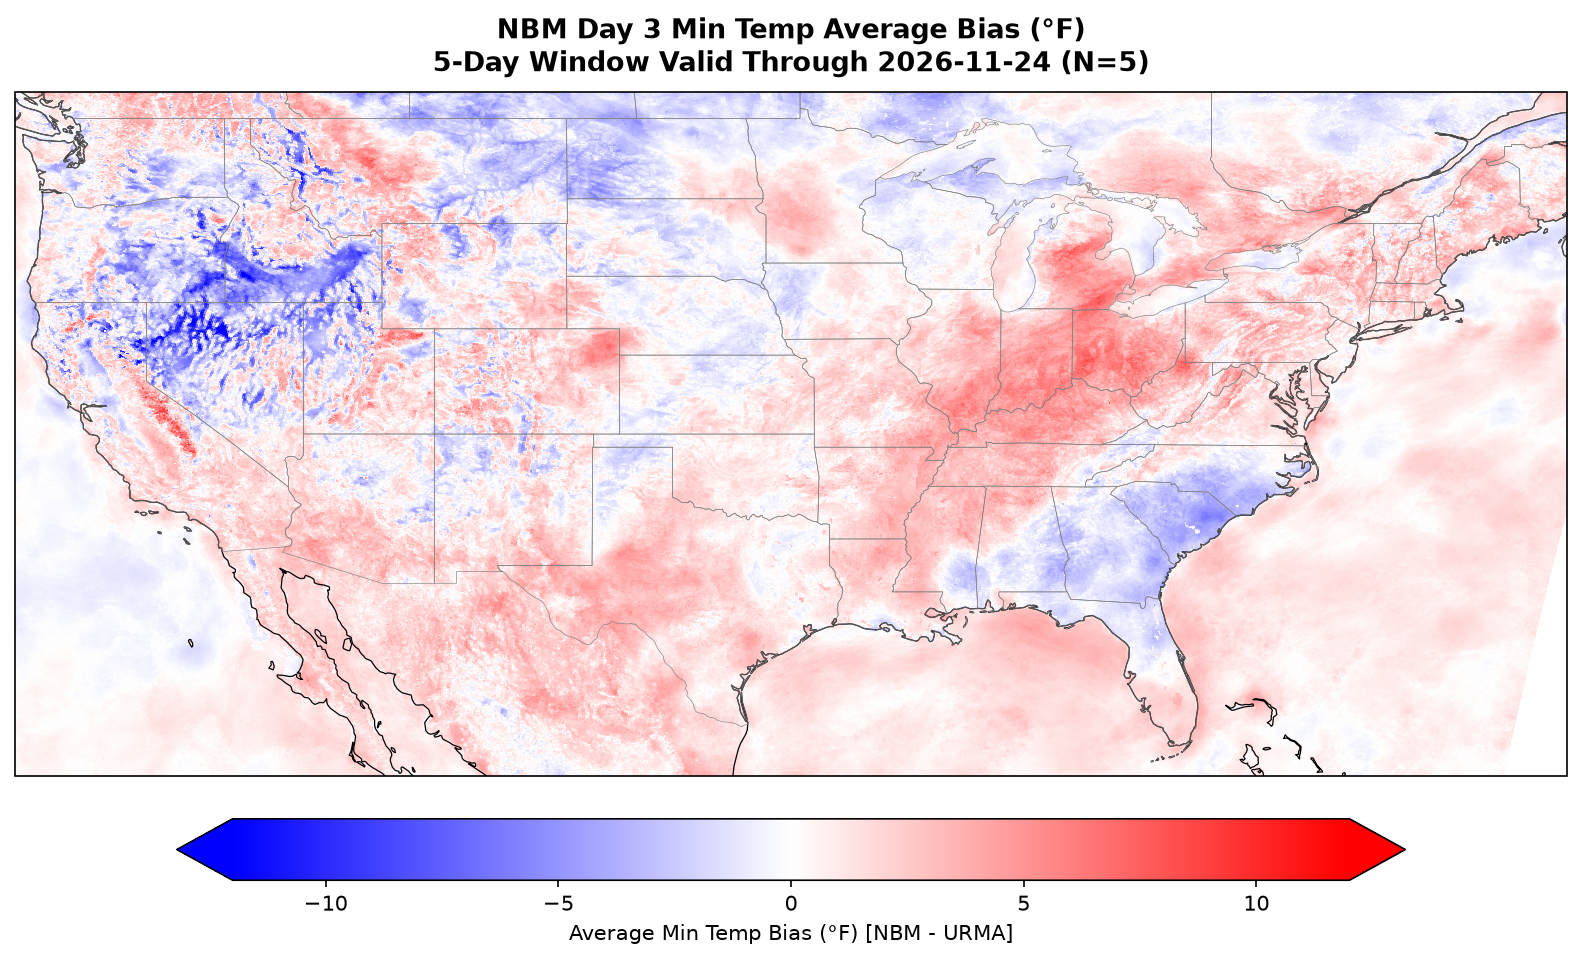 NBM Day 3 Min Temp Average Bias (°F)
5-Day Window Valid Through 2026-11-24 (N=5)
−10 −5 0 5 10
Average Min Temp Bias (°F) [NBM - URMA]